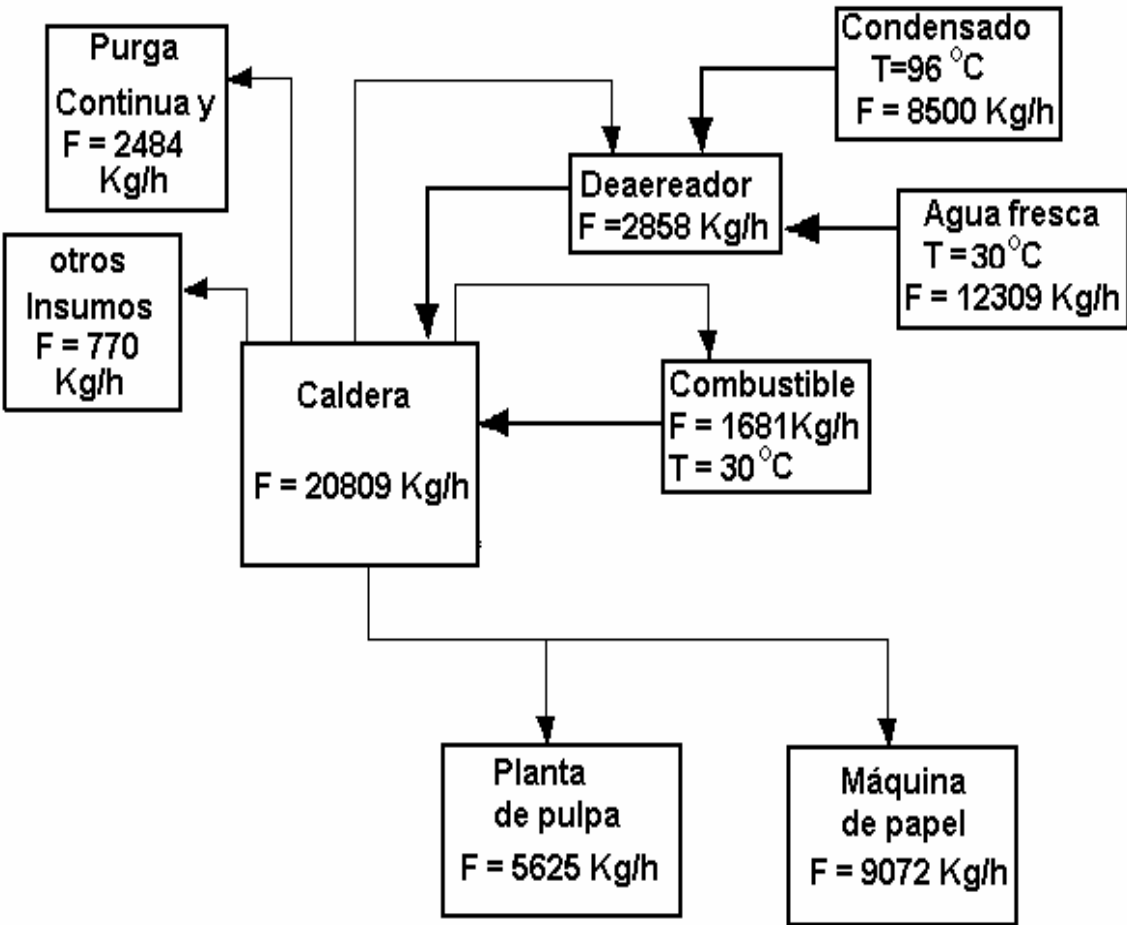 Purga
Continua y
F = 2484
Kg/h
Condensado
T=96 °C
F = 8500 Kg/h
Deaereador
F =2858 Kg/h
Agua fresca
T = 30 °C
F = 12309 Kg/h
otros
Insumos
F = 770
Kg/h
Caldera
F = 20809 Kg/h
Combustible
F = 1681Kg/h
T = 30 °C
Planta
de pulpa
F = 5625 Kg/h
Máquina
de papel
F = 9072 Kg/h